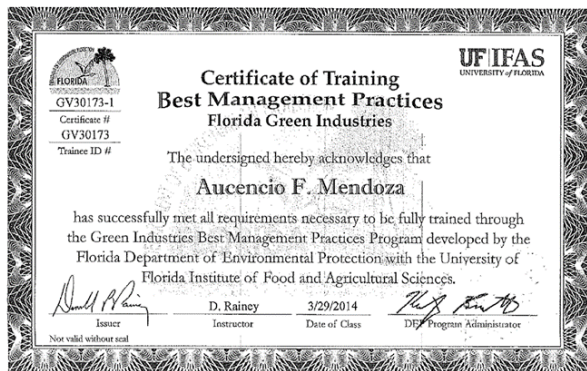 FLORIDA
UF|IFAS
UNIVERSITY of FLORIDA
GV30173-1
Certificate #
GV30173
Trainee ID #
Certificate of Training
Best Management Practices
Florida Green Industries
The undersigned hereby acknowledges that
Aucencio F. Mendoza
has successfully met all requirements necessary to be fully trained through
the Green Industries Best Management Practices Program developed by the
Florida Department of Environmental Protection with the University of
Florida Institute of Food and Agricultural Sciences.
D. Rainey 3/29/2014
Issuer Instructor Date of Class DEP Program Administrator
Not valid without seal